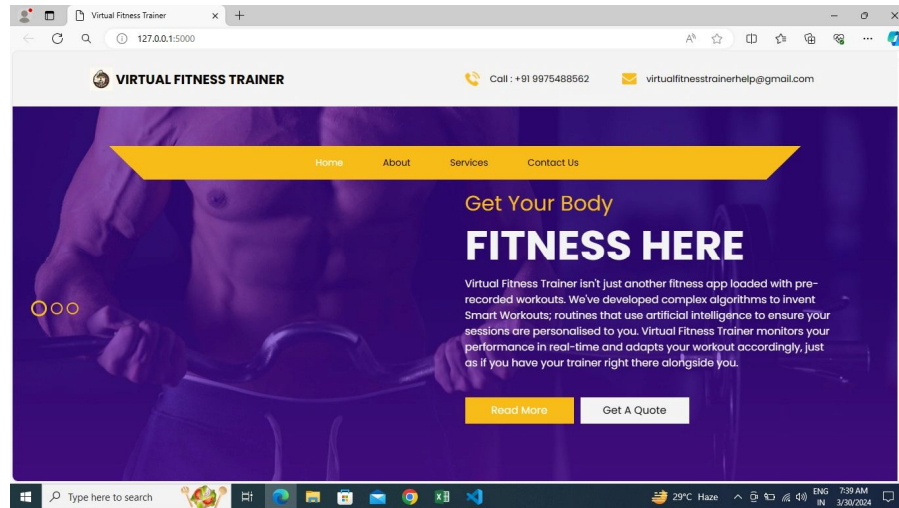 Virtual Fitness Trainer
127.0.0.1:5000
VIRTUAL FITNESS TRAINER
Call : +91 9975488562
virtualfitnesstrainerhelp@gmail.com
Home About Services Contact Us
Get Your Body
FITNESS HERE
Virtual Fitness Trainer isn't just another fitness app loaded with pre-
recorded workouts. We've developed complex algorithms to invent
Smart Workouts; routines that use artificial intelligence to ensure your
sessions are personalised to you. Virtual Fitness Trainer monitors your
performance in real-time and adapts your workout accordingly, just
as if you have your trainer right there alongside you.
Read More Get A Quote
Type here to search
29°C Haze
ENG 7:39 AM
IN 3/30/2024